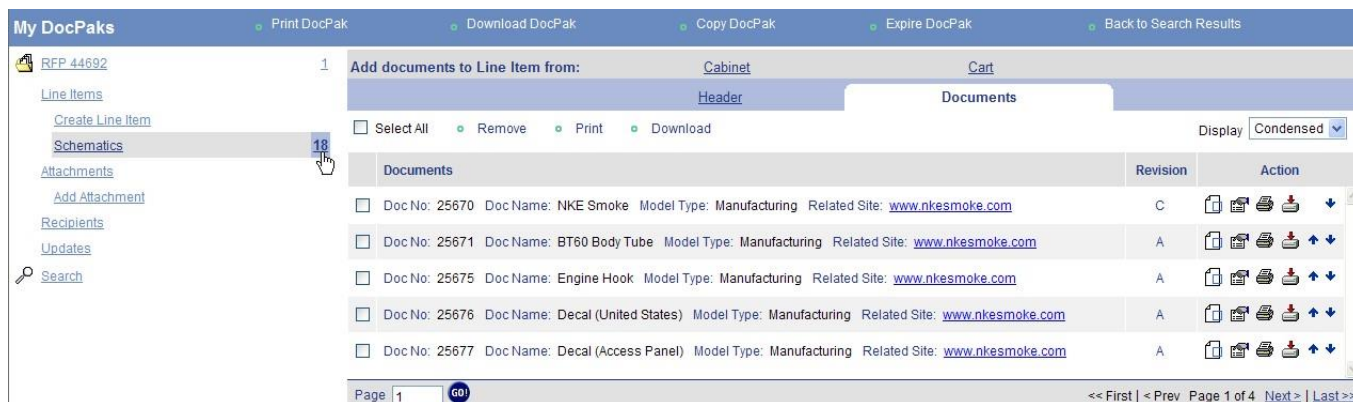 My DocPaks
Print DocPak
Download DocPak
Copy DocPak
Expire DocPak
Back to Search Results
RFP 44692 1
Line Items
Create Line Item
Schematics 18
Attachments
Add Attachment
Recipients
Updates
Search
Add documents to Line Item from: Cabinet Cart
Header Documents
Select All Remove Print Download Display Condensed
Documents Revision Action
Doc No: 25670 Doc Name: NKE Smoke Model Type: Manufacturing Related Site: www.nkesmoke.com C
Doc No: 25671 Doc Name: BT60 Body Tube Model Type: Manufacturing Related Site: www.nkesmoke.com A
Doc No: 25675 Doc Name: Engine Hook Model Type: Manufacturing Related Site: www.nkesmoke.com A
Doc No: 25676 Doc Name: Decal (United States) Model Type: Manufacturing Related Site: www.nkesmoke.com A
Doc No: 25677 Doc Name: Decal (Access Panel) Model Type: Manufacturing Related Site: www.nkesmoke.com A
Page 1 GO! << First | < Prev Page 1 of 4 Next > | Last >>